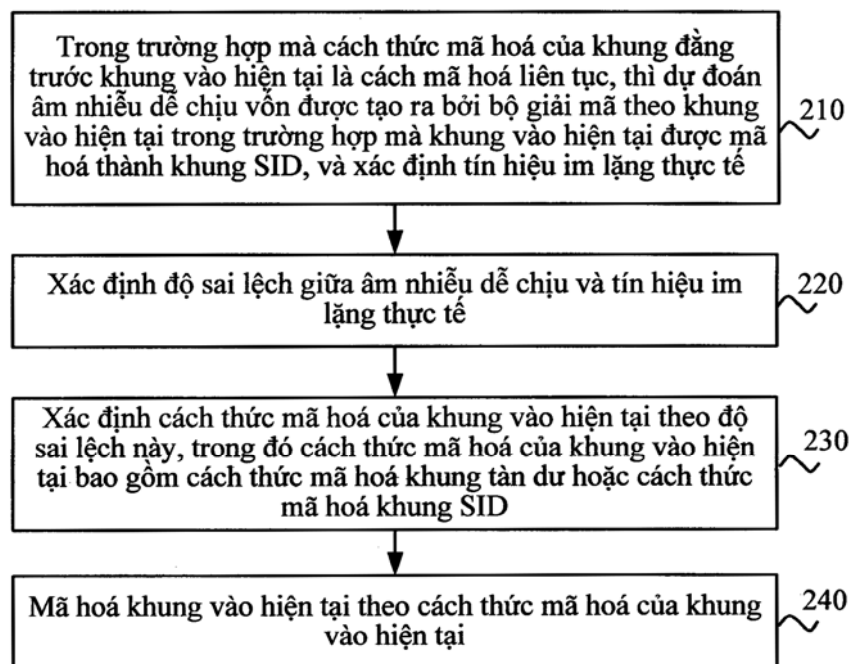 Trong trường hợp mà cách thức mã hoá của khung đằng
trước khung vào hiện tại là cách mã hoá liên tục, thì dự đoán
âm nhiễu dễ chịu vốn được tạo ra bởi bộ giải mã theo khung
vào hiện tại trong trường hợp mà khung vào hiện tại được mã
hoá thành khung SID, và xác định tín hiệu im lặng thực tế
210
Xác định độ sai lệch giữa âm nhiễu dễ chịu và tín hiệu im
lặng thực tế
220
Xác định cách thức mã hoá của khung vào hiện tại theo độ
sai lệch này, trong đó cách thức mã hoá của khung vào hiện
tại bao gồm cách thức mã hoá khung tàn dư hoặc cách thức
mã hoá khung SID
230
Mã hoá khung vào hiện tại theo cách thức mã hoá của khung
vào hiện tại
240